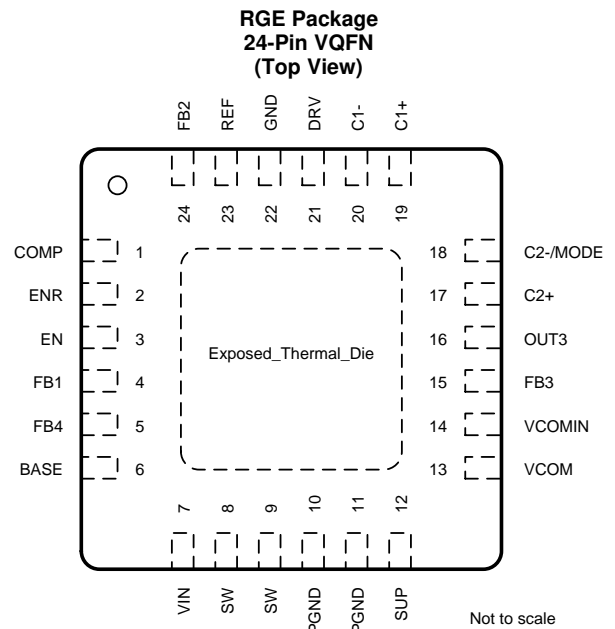 RGE Package
24-Pin VQFN
(Top View)
FB2 REF GND DRV C1- C1+
24 23 22 21 20 19
COMP 1 18 C2-/MODE
ENR 2 17 C2+
EN 3 16 OUT3
Exposed_Thermal_Die
FB1 4 15 FB3
FB4 5 14 VCOMIN
BASE 6 13 VCOM
7 8 9 10 11 12
VIN SW SW PGND PGND SUP
Not to scale